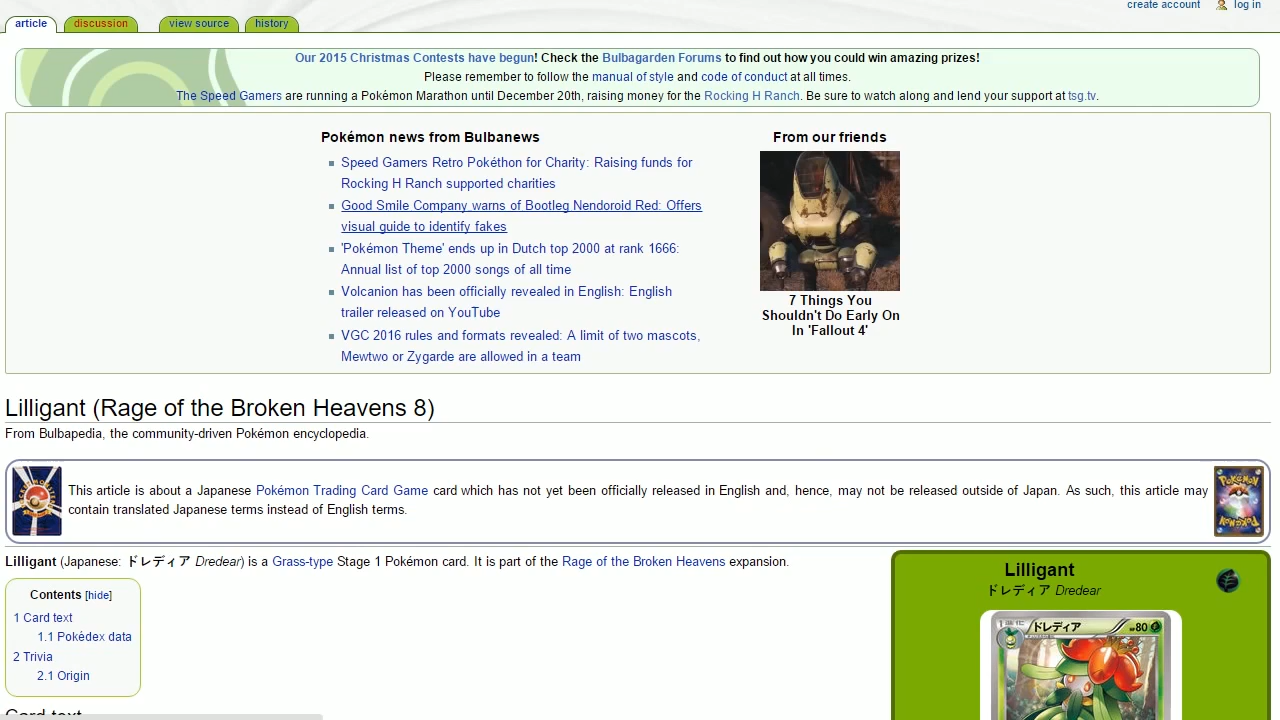 create account log in
article discussion view source history
Our 2015 Christmas Contests have begun! Check the Bulbagarden Forums to find out how you could win amazing prizes!
Please remember to follow the manual of style and code of conduct at all times.
The Speed Gamers are running a Pokémon Marathon until December 20th, raising money for the Rocking H Ranch. Be sure to watch along and lend your support at tsg.tv.
Pokémon news from Bulbanews
Speed Gamers Retro Pokéthon for Charity: Raising funds for
Rocking H Ranch supported charities
Good Smile Company warns of Bootleg Nendoroid Red: Offers
visual guide to identify fakes
'Pokémon Theme' ends up in Dutch top 2000 at rank 1666:
Annual list of top 2000 songs of all time
Volcanion has been officially revealed in English: English
trailer released on YouTube
VGC 2016 rules and formats revealed: A limit of two mascots,
Mewtwo or Zygarde are allowed in a team
From our friends
7 Things You
Shouldn't Do Early On
In 'Fallout 4'
Lilligant (Rage of the Broken Heavens 8)
From Bulbapedia, the community-driven Pokémon encyclopedia.
This article is about a Japanese Pokémon Trading Card Game card which has not yet been officially released in English and, hence, may not be released outside of Japan. As such, this article may
contain translated Japanese terms instead of English terms.
Lilligant (Japanese: ドレディア Dredear) is a Grass-type Stage 1 Pokémon card. It is part of the Rage of the Broken Heavens expansion.
Contents [hide]
1 Card text
1.1 Pokédex data
2 Trivia
2.1 Origin
Card text
Lilligant
ドレディア Dredear
1進化 ドレディア HP80